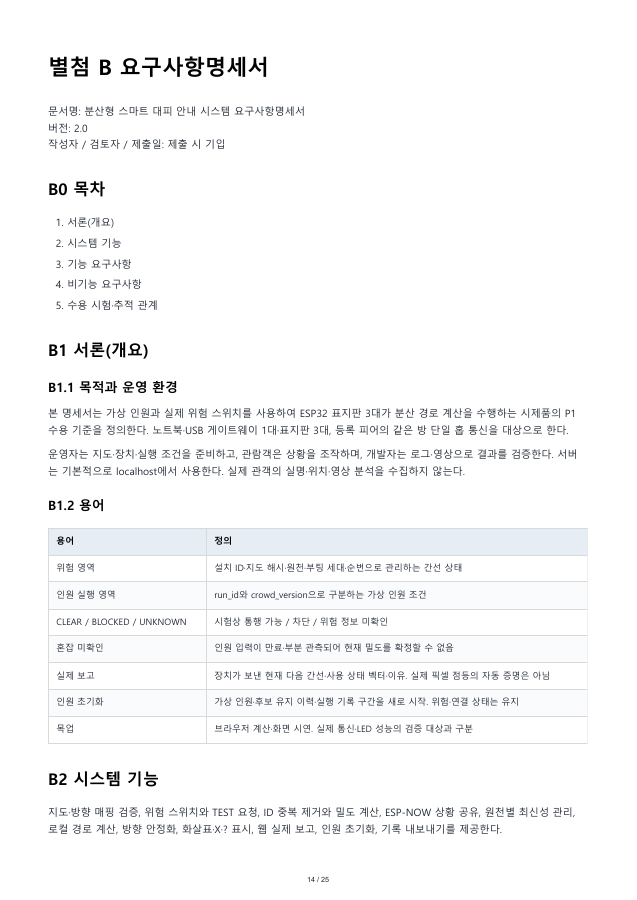 별첨 B 요구사항명세서
문서명: 분산형 스마트 대피 안내 시스템 요구사항명세서
버전: 2.0
작성자 / 검토자 / 제출일: 제출 시 기입
B0 목차
1. 서론(개요)
2. 시스템 기능
3. 기능 요구사항
4. 비기능 요구사항
5. 수용 시험·추적 관계
B1 서론(개요)
B1.1 목적과 운영 환경
본 명세서는 가상 인원과 실제 위험 스위치를 사용하여 ESP32 표지판 3대가 분산 경로 계산을 수행하는 시제품의 P1
수용 기준을 정의한다. 노트북·USB 게이트웨이 1대·표지판 3대, 등록 피어의 같은 방 단일 홉 통신을 대상으로 한다.
운영자는 지도·장치·실행 조건을 준비하고, 관람객은 상황을 조작하며, 개발자는 로그·영상으로 결과를 검증한다. 서버
는 기본적으로 localhost에서 사용한다. 실제 관객의 실명·위치·영상 분석을 수집하지 않는다.
B1.2 용어
용어 정의
위험 영역 설치 ID·지도 해시·원천·부팅 세대·순번으로 관리하는 간선 상태
인원 실행 영역 run_id와 crowd_version으로 구분하는 가상 인원 조건
CLEAR / BLOCKED / UNKNOWN 시험상 통행 가능 / 차단 / 위험 정보 미확인
혼잡 미확인 인원 입력이 만료·부분 관측되어 현재 밀도를 확정할 수 없음
실제 보고 장치가 보낸 현재 다음 간선·사용 상태 벡터·이유. 실제 픽셀 점등의 자동 증명은 아님
인원 초기화 가상 인원·후보 유지 이력·실행 기록 구간을 새로 시작. 위험·연결 상태는 유지
목업 브라우저 계산·화면 시연. 실제 통신·LED 성능의 검증 대상과 구분
B2 시스템 기능
지도·방향 매핑 검증, 위험 스위치와 TEST 요청, ID 중복 제거와 밀도 계산, ESP-NOW 상황 공유, 원천별 최신성 관리,
로컬 경로 계산, 방향 안정화, 화살표·X·? 표시, 웹 실제 보고, 인원 초기화, 기록 내보내기를 제공한다.
14 / 25